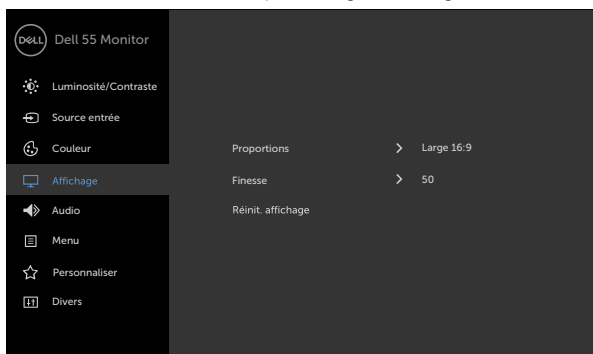 DELL
Dell 55 Monitor
Luminosité/Contraste
Source entrée
Couleur
Proportions
Large 16:9
Affichage
Finesse
50
Audio
Réinit. affichage
Menu
Personnaliser
Divers